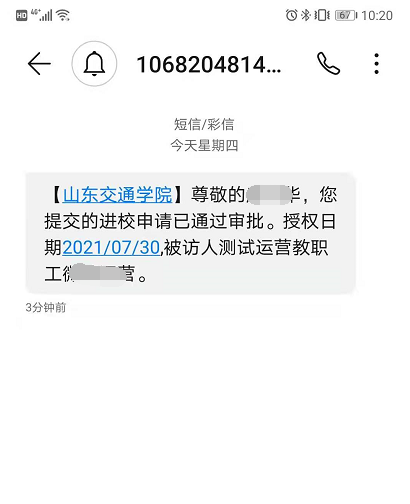 HD 4G+ 67 10:20
1068204814...
短信/彩信
今天星期四
【山东交通学院】尊敬的 华，您
提交的进校申请已通过审批。授权日
期2021/07/30,被访人测试运营教职
工微 营。
3分钟前